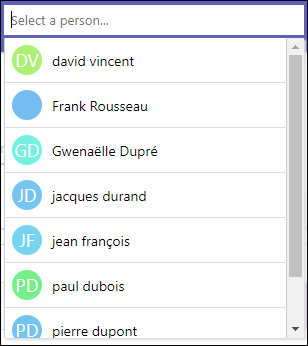 Select a person...
DV david vincent
Frank Rousseau
GD Gwenaëlle Dupré
JD jacques durand
JF jean françois
PD paul dubois
PD pierre dupont